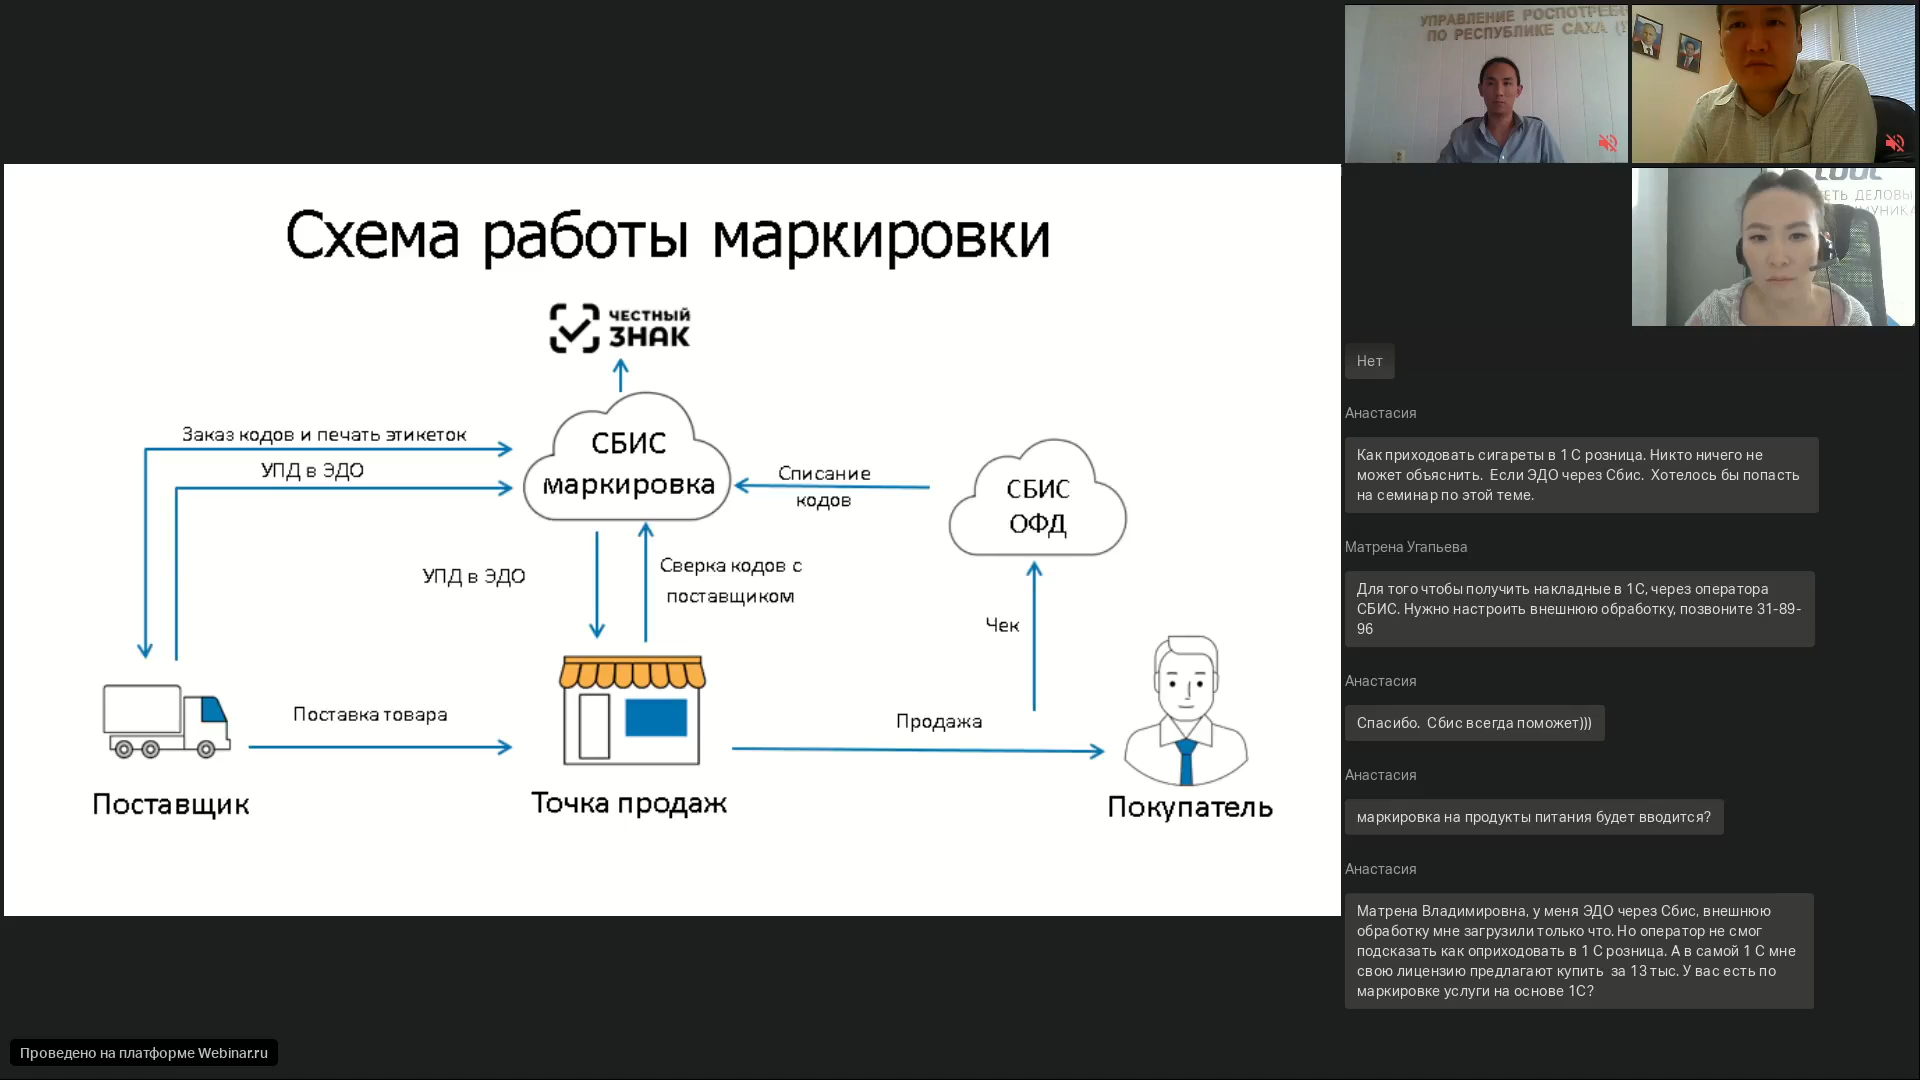 Схема работы маркировки
ЧЕСТНЫЙ
ЗНАК
Заказ кодов и печать этикеток
УПД в ЭДО
СБИС
маркировка
Списание
кодов
СБИС
ОФД
УПД в ЭДО
Сверка кодов с
поставщиком
Чек
Поставка товара
Продажа
Поставщик
Точка продаж
Покупатель
УПРАВЛЕНИЕ
ПО РЕСПУБЛИКЕ САХА
ДЕЛОВЫ
Нет
Анастасия
Как приходовать сигареты в 1 С розница. Никто ничего не
может объяснить. Если ЭДО через Сбис. Хотелось бы попасть
на семинар по этой теме.
Матрена Угапьева
Для того чтобы получить накладные в 1С, через оператора
СБИС. Нужно настроить внешнюю обработку, позвоните 31-89-
96
Анастасия
Спасибо. Сбис всегда поможет)))
Анастасия
маркировка на продукты питания будет вводится?
Анастасия
Матрена Владимировна, у меня ЭДО через Сбис, внешнюю
обработку мне загрузили только что. Но оператор не смог
подсказать как оприходовать в 1 С розница. А в самой 1 С мне
свою лицензию предлагают купить за 13 тыс. У вас есть по
маркировке услуги на основе 1С?
Проведено на платформе Webinar.ru